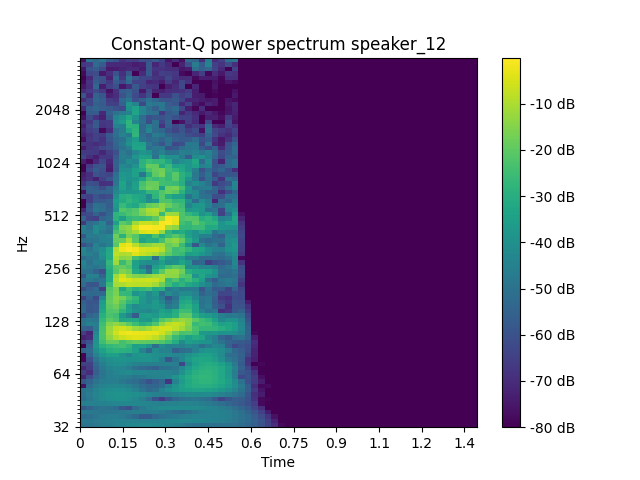 Constant-Q power spectrum speaker_12
Hz
2048
1024
512
256
128
64
32
0 0.15 0.3 0.45 0.6 0.75 0.9 1.1 1.2 1.4
Time
-10 dB
-20 dB
-30 dB
-40 dB
-50 dB
-60 dB
-70 dB
-80 dB